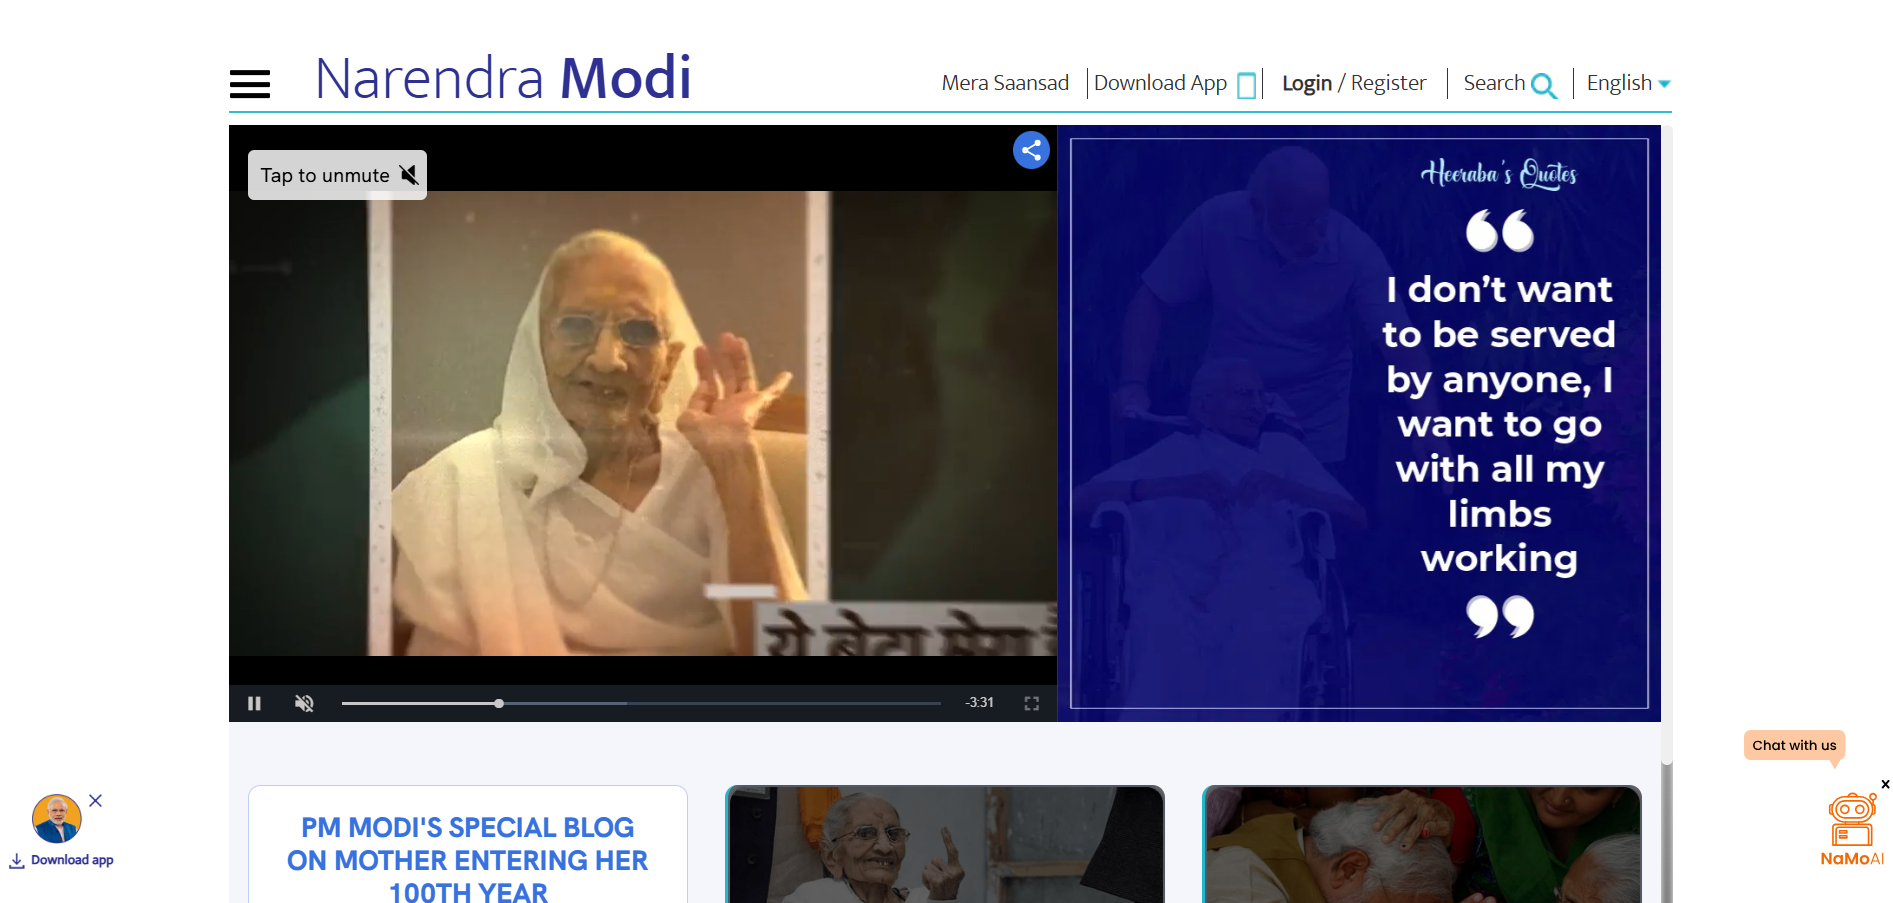 Narendra Modi
Mera Saansad
Download App
Login / Register
Search
English
Tap to unmute
ये बेटा मेरा
-3:31
Heeraba's Quotes
“
I don’t want
to be served
by anyone, I
want to go
with all my
limbs
working
”
PM MODI'S SPECIAL BLOG
ON MOTHER ENTERING HER
100TH YEAR
Download app
Chat with us
x
NaMoAI